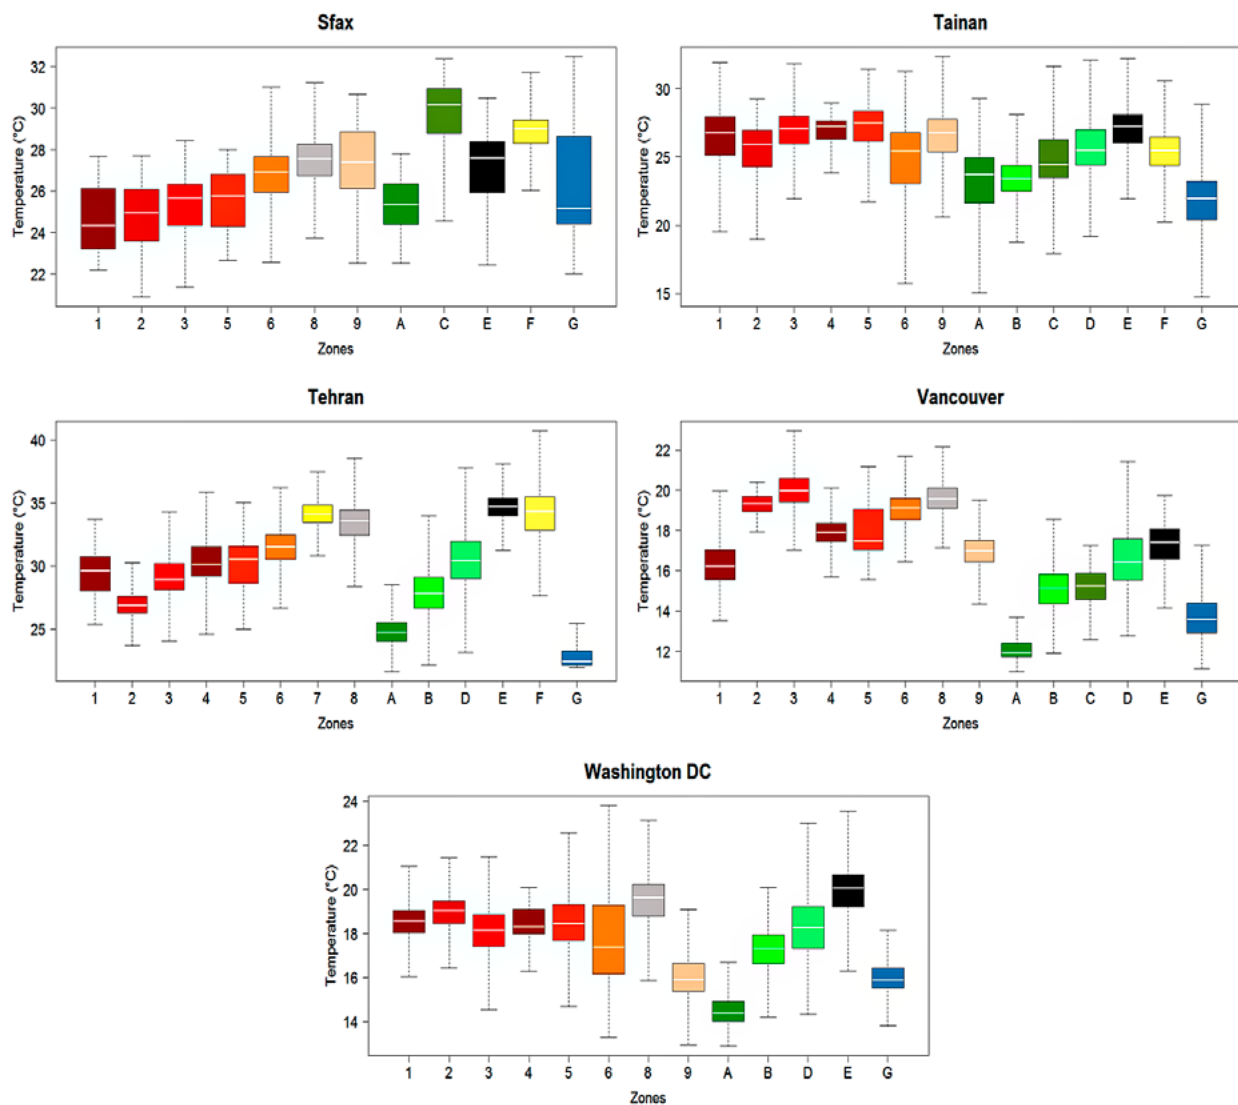 Sfax
Temperature (°C)
32
30
28
26
24
22
1 2 3 5 6 8 9 A C E F G
Zones
Tainan
Temperature (°C)
30
25
20
15
1 2 3 4 5 6 9 A B C D E F G
Zones
Tehran
Temperature (°C)
40
35
30
25
1 2 3 4 5 6 7 8 A B D E F G
Zones
Vancouver
Temperature (°C)
22
20
18
16
14
12
1 2 3 4 5 6 8 9 A B C D E G
Zones
Washington DC
Temperature (°C)
24
22
20
18
16
14
1 2 3 4 5 6 8 9 A B D E G
Zones